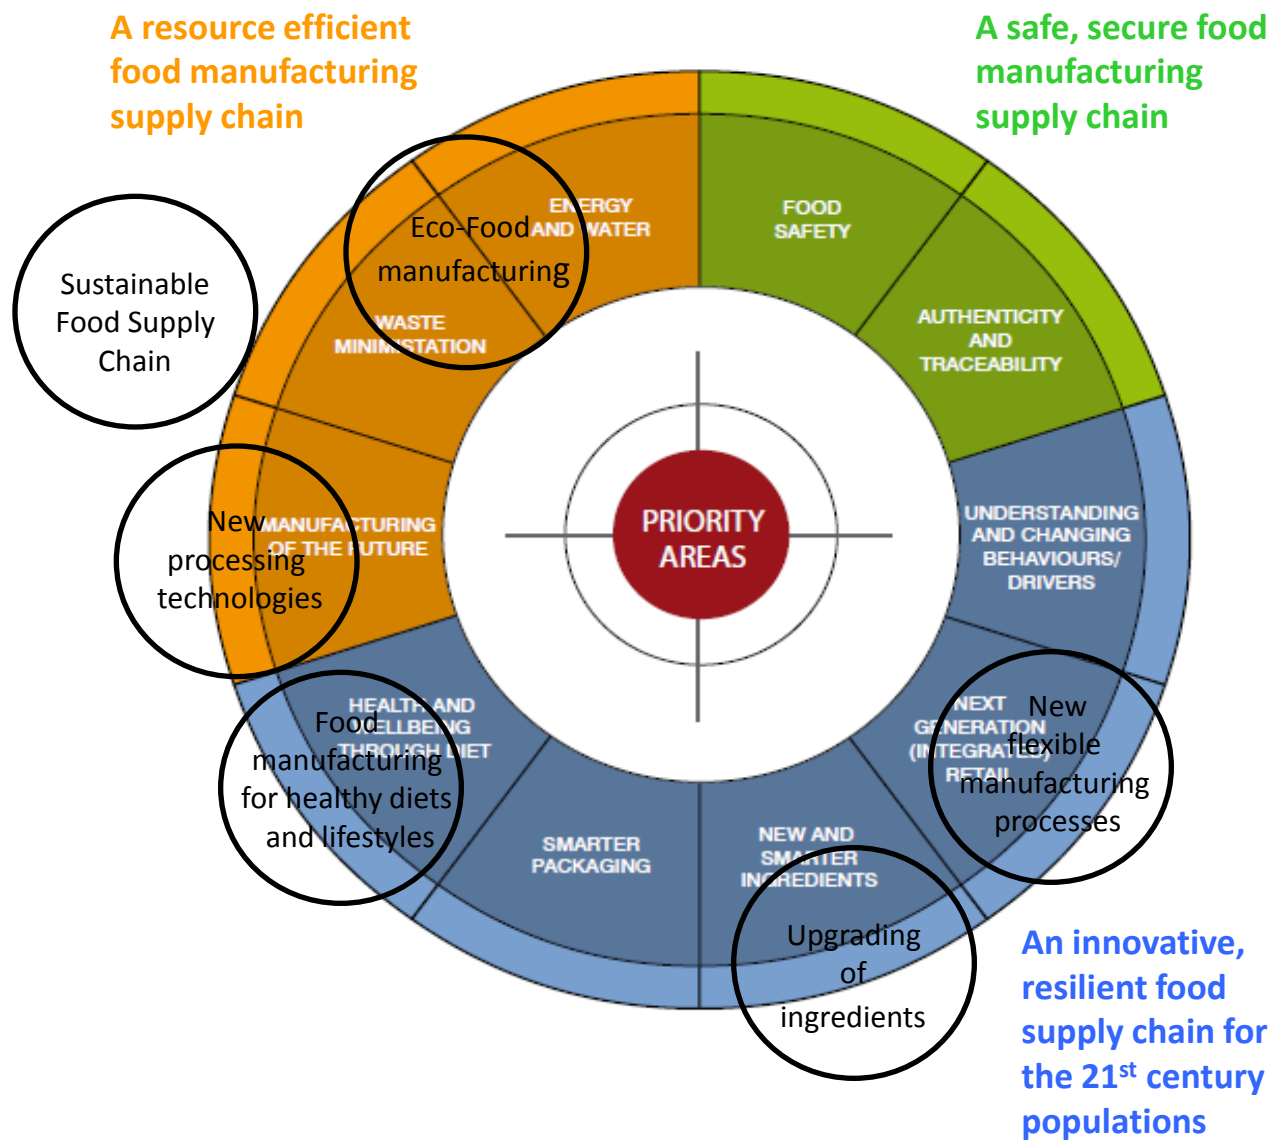 A resource efficient
food manufacturing
supply chain
A safe, secure food
manufacturing
supply chain
ENERGY
AND WATER
Eco-Food
manufacturing
FOOD
SAFETY
Sustainable
Food Supply
Chain
WASTE
MINIMISTATION
AUTHENTICITY
AND
TRACEABILITY
MANUFACTURING
OF THE FUTURE
New
processing
technologies
PRIORITY
AREAS
UNDERSTANDING
AND CHANGING
BEHAVIOURS/
DRIVERS
HEALTH AND
WELLBEING
THROUGH DIET
Food
manufacturing
for healthy diets
and lifestyles
NEXT
GENERATION
(INTEGRATED)
RETAIL
New
flexible
manufacturing
processes
SMARTER
PACKAGING
NEW AND
SMARTER
INGREDIENTS
Upgrading
of
ingredients
An innovative,
resilient food
supply chain for
the 21st century
populations